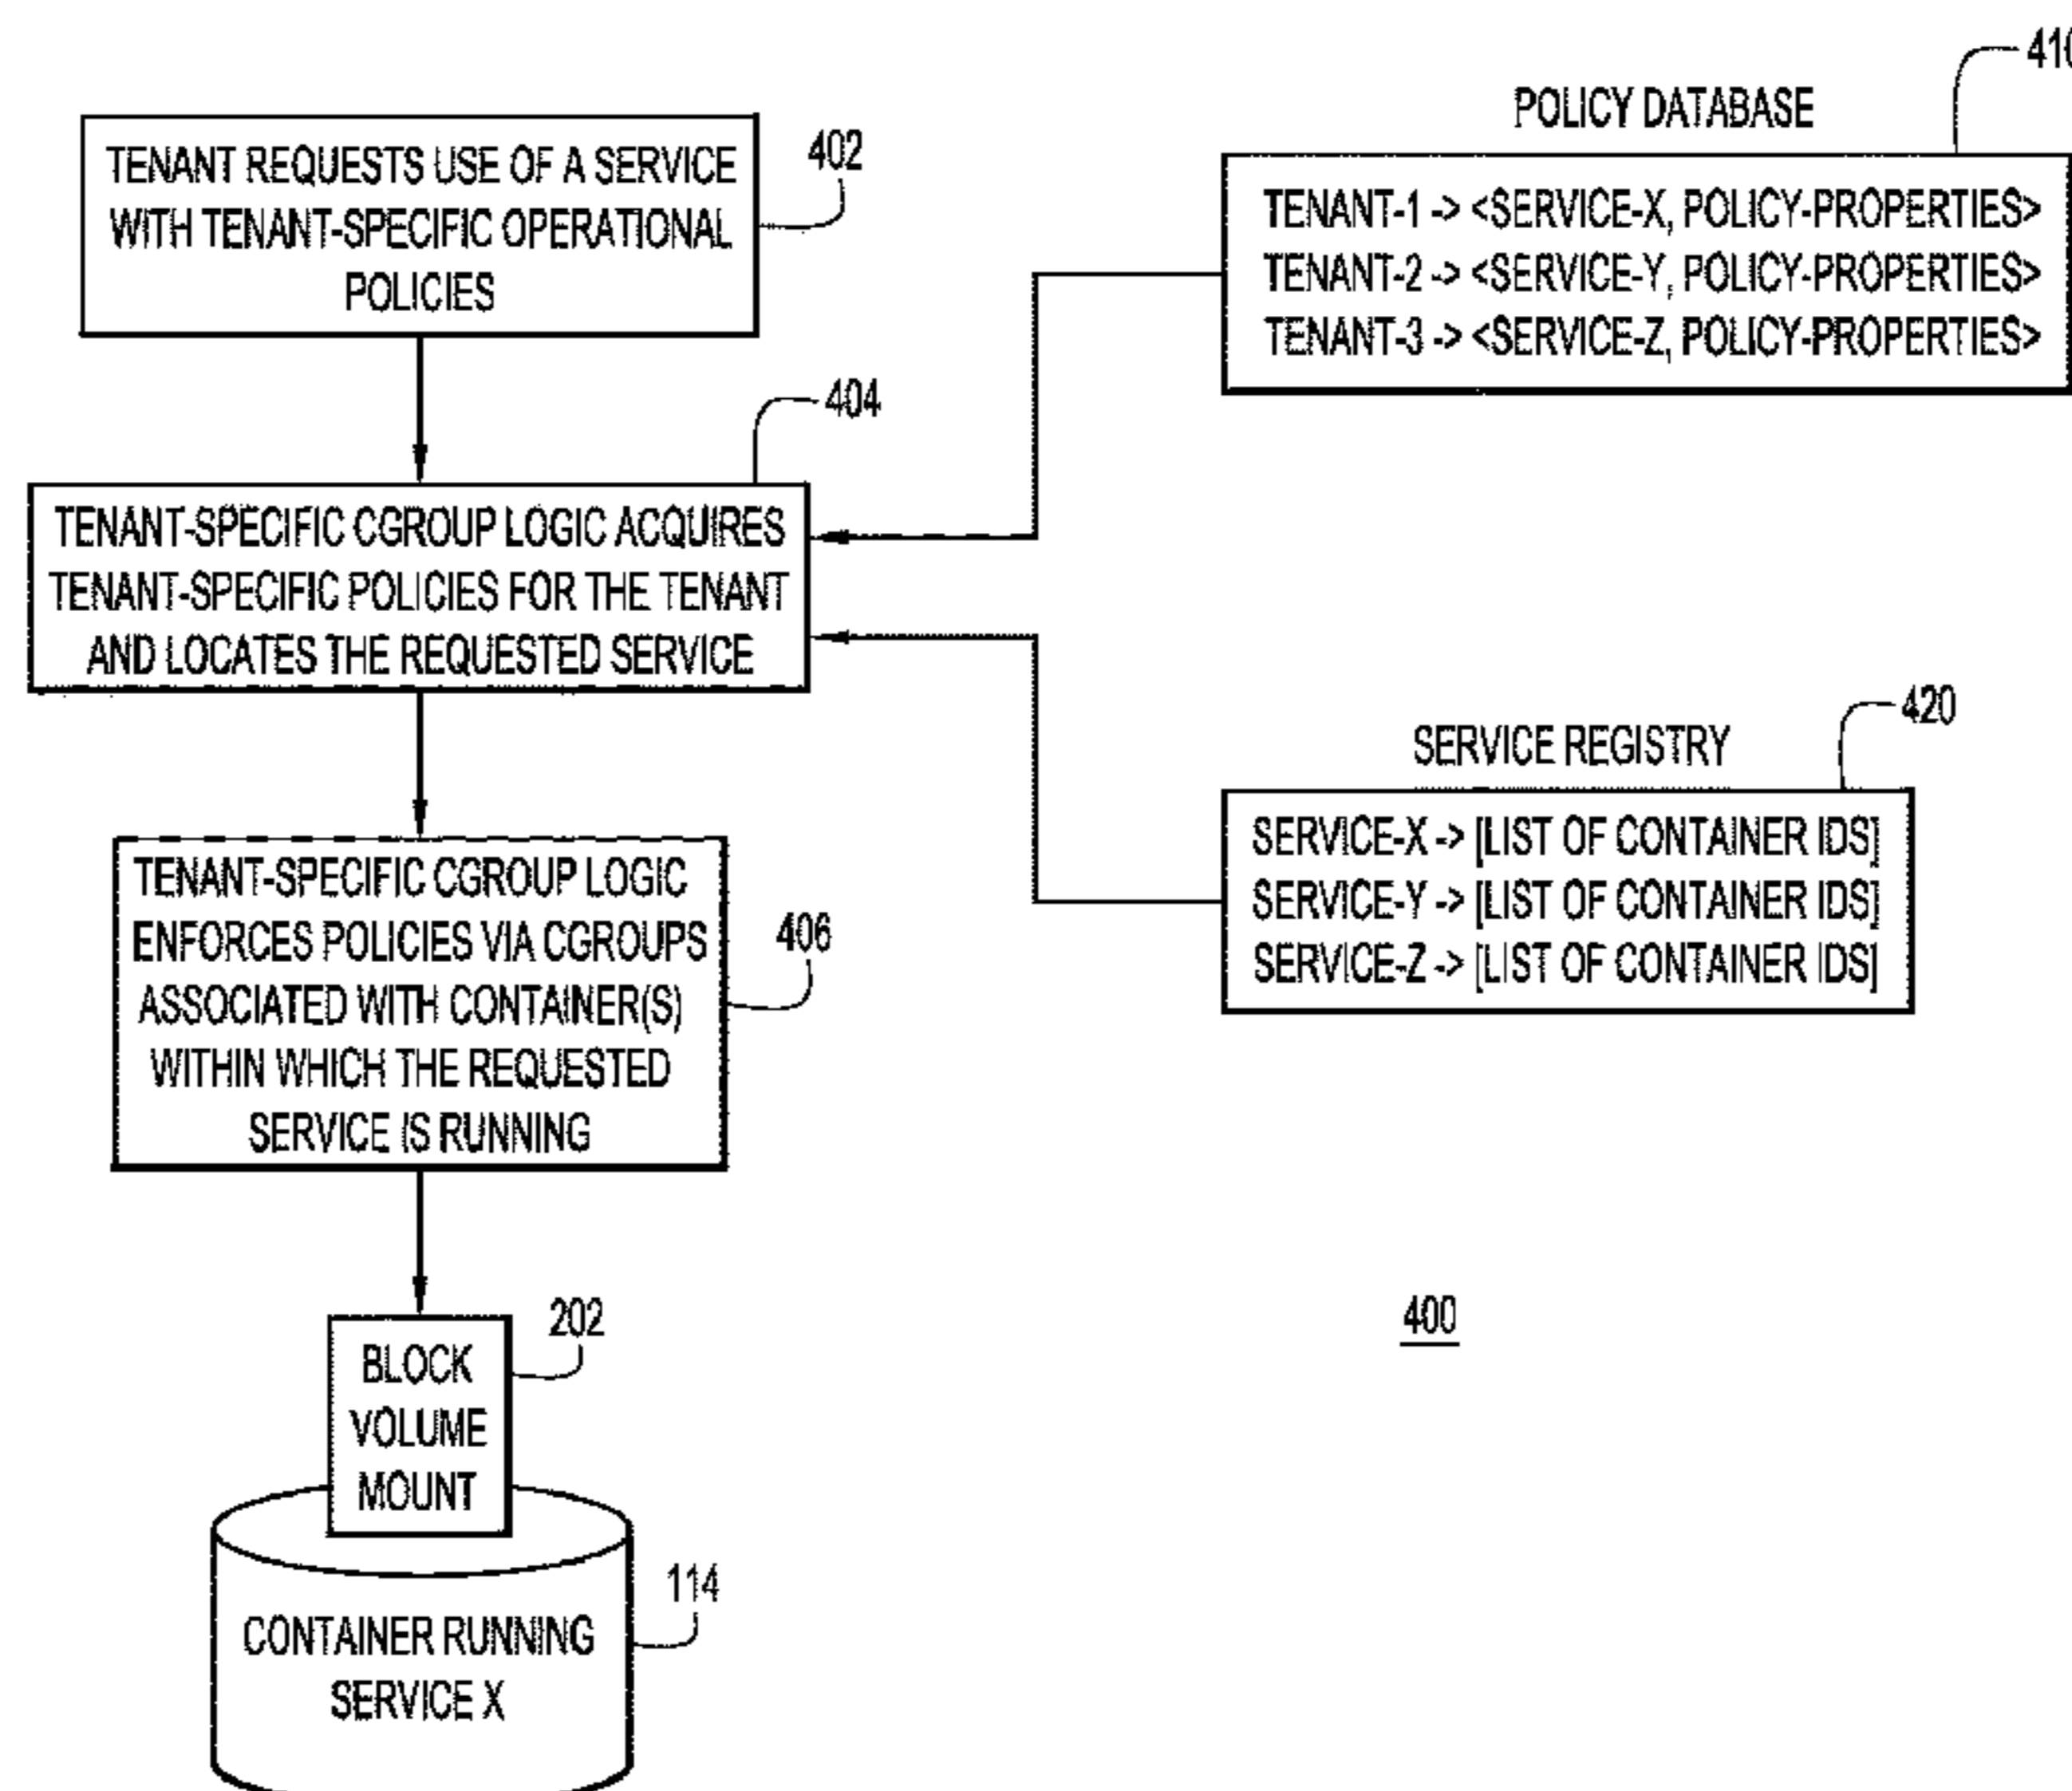 TENANT REQUESTS USE OF A SERVICE
WITH TENANT-SPECIFIC OPERATIONAL
POLICIES
402
410
POLICY DATABASE
TENANT-1 -> <SERVICE-X, POLICY-PROPERTIES>
TENANT-2 -> <SERVICE-Y, POLICY-PROPERTIES>
TENANT-3 -> <SERVICE-Z, POLICY-PROPERTIES>
404
TENANT-SPECIFIC CGROUP LOGIC ACQUIRES
TENANT-SPECIFIC POLICIES FOR THE TENANT
AND LOCATES THE REQUESTED SERVICE
420
SERVICE REGISTRY
SERVICE-X -> [LIST OF CONTAINER IDS]
SERVICE-Y -> [LIST OF CONTAINER IDS]
SERVICE-Z -> [LIST OF CONTAINER IDS]
TENANT-SPECIFIC CGROUP LOGIC
ENFORCES POLICIES VIA CGROUPS
ASSOCIATED WITH CONTAINER(S)
WITHIN WHICH THE REQUESTED
SERVICE IS RUNNING
406
202
BLOCK
VOLUME
MOUNT
400
114
CONTAINER RUNNING
SERVICE X